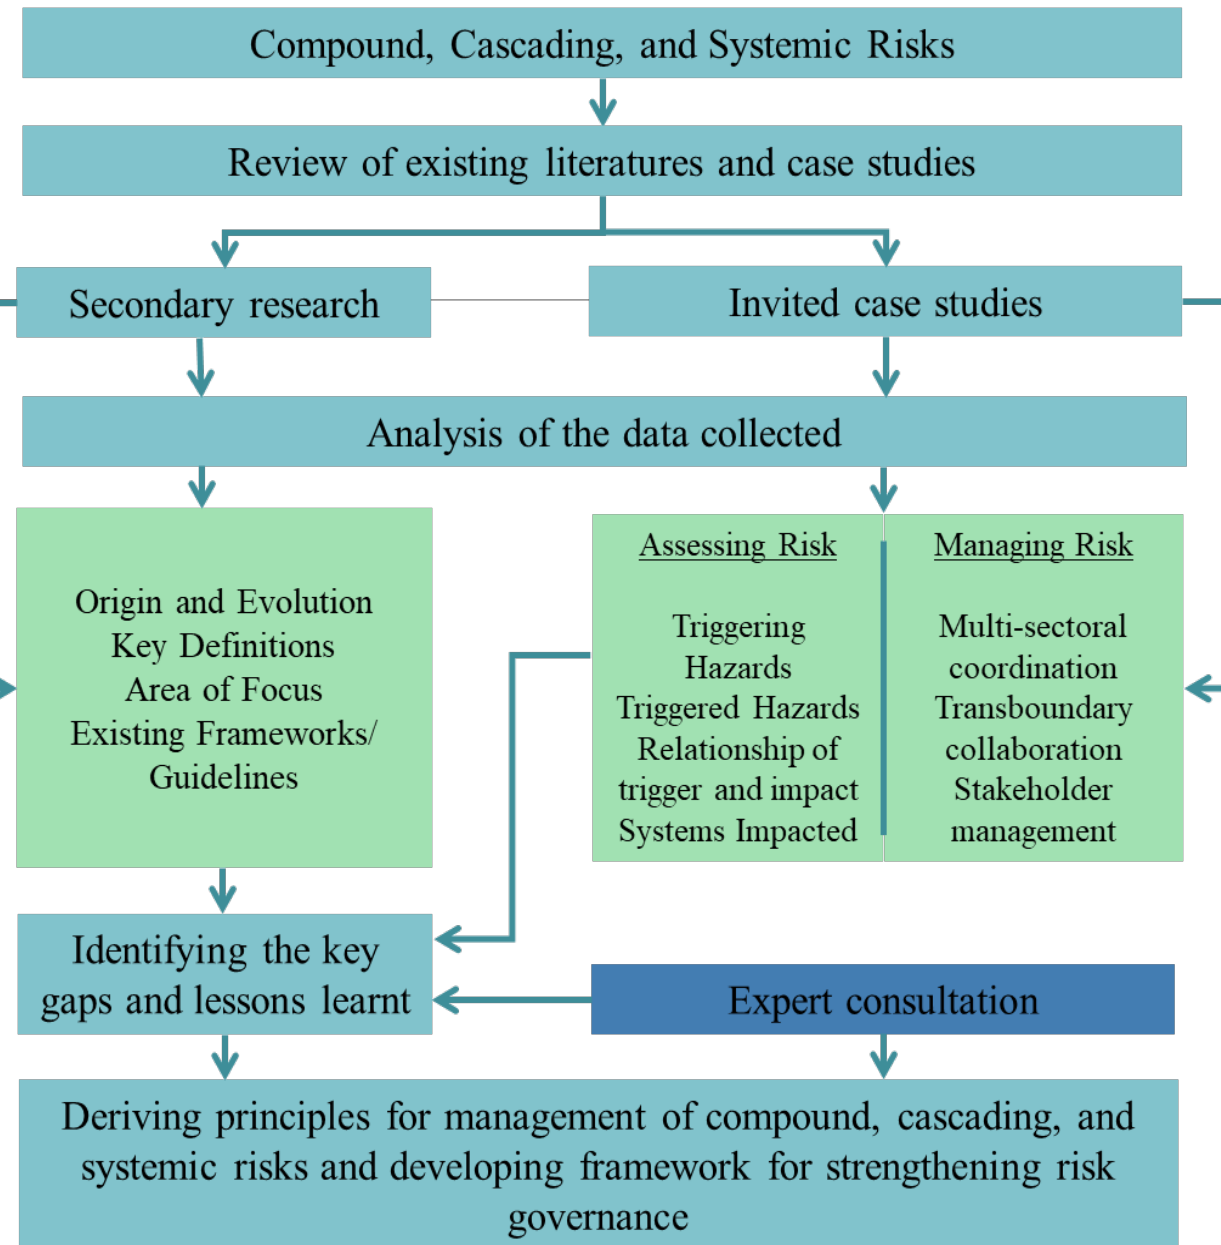 Compound, Cascading, and Systemic Risks
Review of existing literatures and case studies
Secondary research
Invited case studies
Analysis of the data collected
Origin and Evolution
Key Definitions
Area of Focus
Existing Frameworks/
Guidelines
Assessing Risk
Triggering
Hazards
Triggered Hazards
Relationship of
trigger and impact
Systems Impacted
Managing Risk
Multi-sectoral
coordination
Transboundary
collaboration
Stakeholder
management
Identifying the key
gaps and lessons learnt
Expert consultation
Deriving principles for management of compound, cascading, and
systemic risks and developing framework for strengthening risk
governance